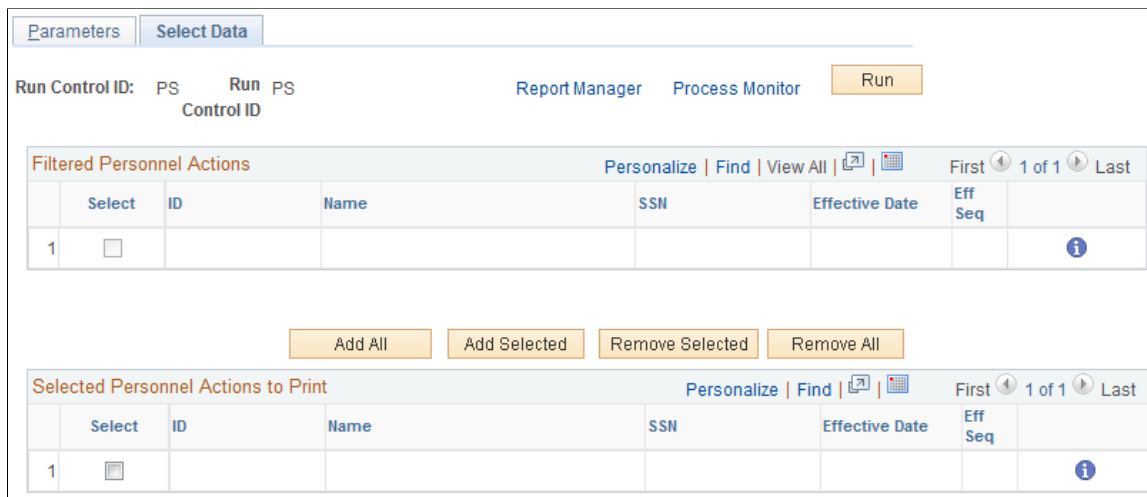 Parameters Select Data
Run Control ID: PS Run Control ID PS Report Manager Process Monitor Run
Filtered Personnel Actions Personalize | Find | View All | | First 1 of 1 Last
Select ID Name SSN Effective Date Eff Seq
1
Add All Add Selected Remove Selected Remove All
Selected Personnel Actions to Print Personalize | Find | | First 1 of 1 Last
Select ID Name SSN Effective Date Eff Seq
1